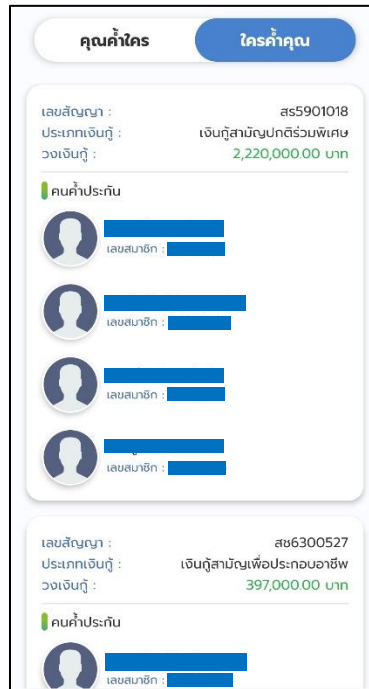 คุณค้ำใคร
ใครค้ำคุณ
เลขสัญญา : สร5901018
ประเภทเงินกู้ : เงินกู้สามัญปกติร่วมพิเศษ
วงเงินกู้ : 2,220,000.00 บาท
คนค้ำประกัน
เลขสมาชิก :
เลขสมาชิก :
เลขสมาชิก :
เลขสมาชิก :
เลขสัญญา : สช6300527
ประเภทเงินกู้ : เงินกู้สามัญเพื่อประกอบอาชีพ
วงเงินกู้ : 397,000.00 บาท
คนค้ำประกัน
เลขสมาชิก :